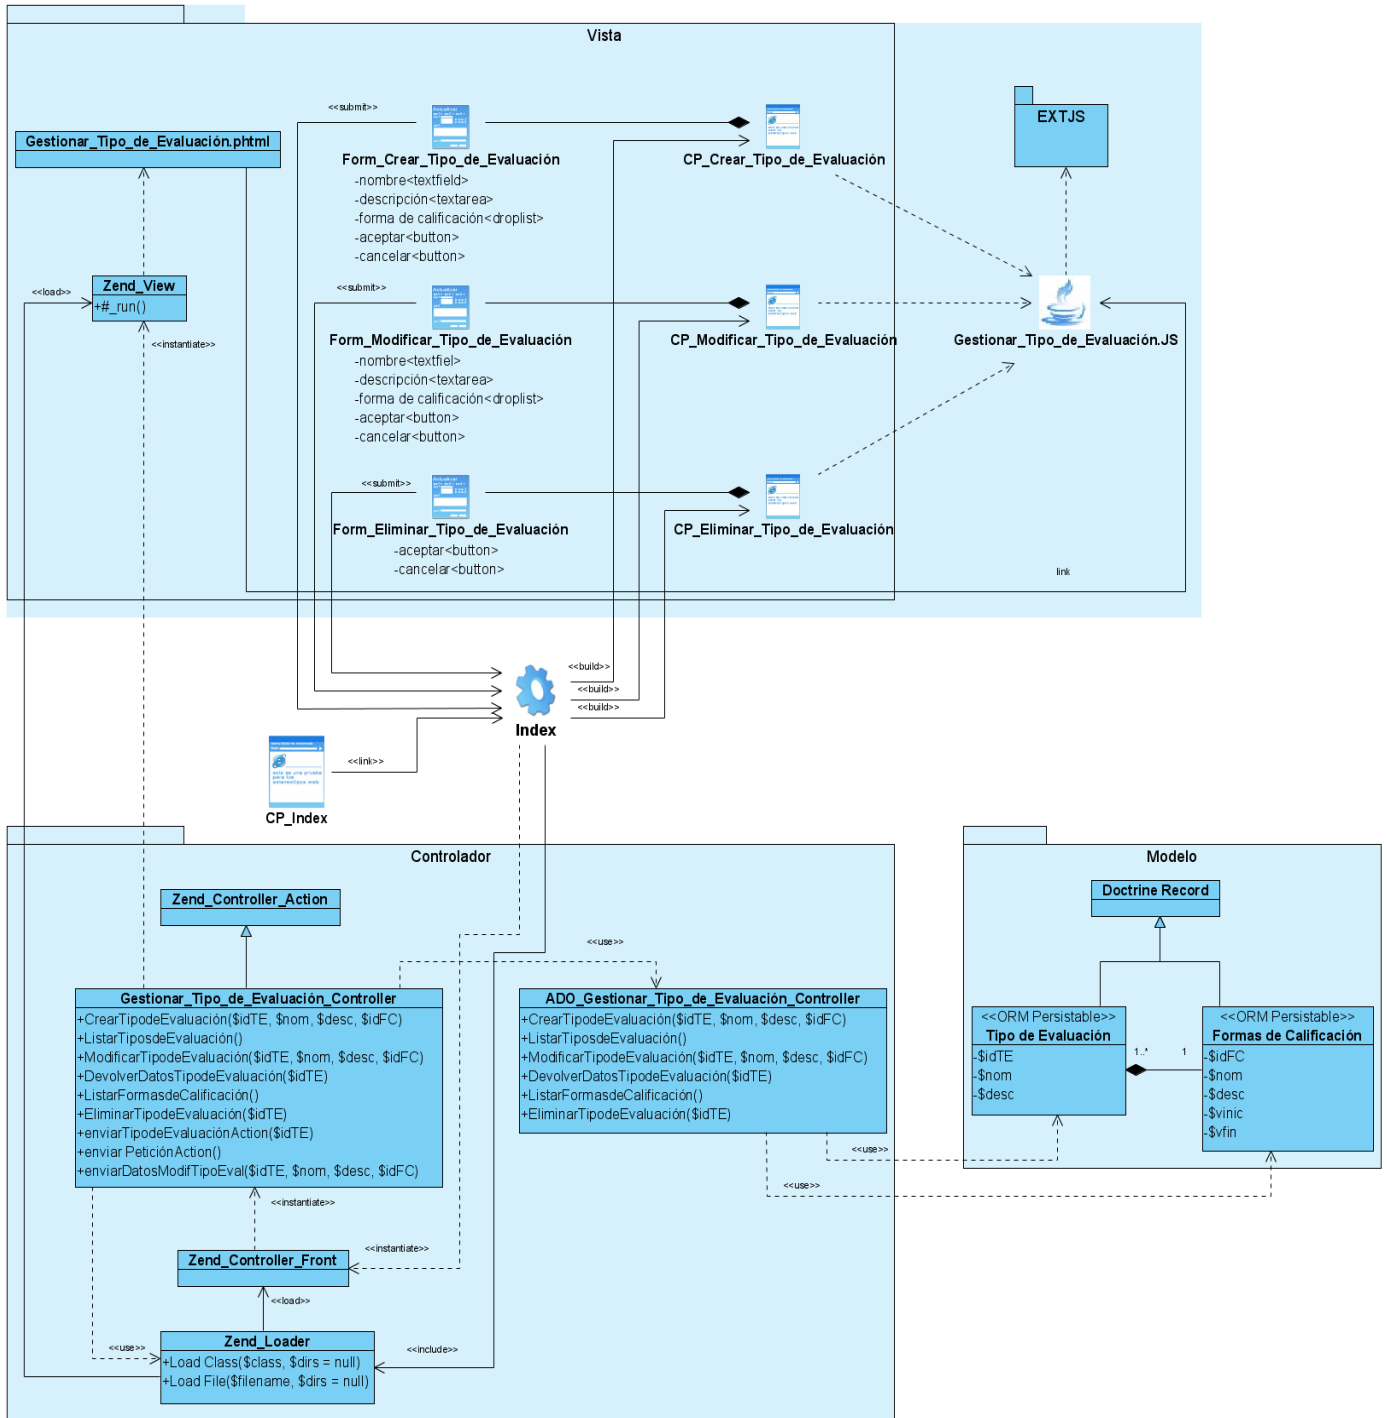 Vista
<<submit>>
EXTJS
Gestionar_Tipo_de_Evaluación.phtml
Form_Crear_Tipo_de_Evaluación
CP_Crear_Tipo_de_Evaluación
-nombre<textfield>
-descripción<textarea>
-forma de calificación<droplist>
-aceptar<button>
-cancelar<button>
<<load>>
Zend_View
+#_run()
<<submit>>
<<instantiate>>
Form_Modificar_Tipo_de_Evaluación
CP_Modificar_Tipo_de_Evaluación
Gestionar_Tipo_de_Evaluación.JS
-nombre<textfiel>
-descripción<textarea>
-forma de calificación<droplist>
-aceptar<button>
-cancelar<button>
<<submit>>
Form_Eliminar_Tipo_de_Evaluación
CP_Eliminar_Tipo_de_Evaluación
-aceptar<button>
-cancelar<button>
link
<<build>>
<<build>>
<<build>>
Index
<<link>>
CP_Index
Controlador
Zend_Controller_Action
<<use>>
Gestionar_Tipo_de_Evaluación_Controller
+CrearTipodeEvaluación($idTE, $nom, $desc, $idFC)
+ListarTiposdeEvaluación()
+ModificarTipodeEvaluación($idTE, $nom, $desc, $idFC)
+DevolverDatosTipodeEvaluación($idTE)
+ListarFormasdeCalificación()
+EliminarTipodeEvaluación($idTE)
+enviarTipodeEvaluaciónAction($idTE)
+enviar PeticiónAction()
+enviarDatosModifTipoEval($idTE, $nom, $desc, $idFC)
ADO_Gestionar_Tipo_de_Evaluación_Controller
+CrearTipodeEvaluación($idTE, $nom, $desc, $idFC)
+ListarTiposdeEvaluación()
+ModificarTipodeEvaluación($idTE, $nom, $desc, $idFC)
+DevolverDatosTipodeEvaluación($idTE)
+ListarFormasdeCalificación()
+EliminarTipodeEvaluación($idTE)
<<use>>
<<use>>
<<instantiate>>
Zend_Controller_Front
<<instantiate>>
<<load>>
Zend_Loader
+Load Class($class, $dirs = null)
+Load File($filename, $dirs = null)
<<use>>
<<include>>
Modelo
Doctrine Record
<<ORM Persistable>>
Tipo de Evaluación
-$idTE
-$nom
-$desc
1..*
1
<<ORM Persistable>>
Formas de Calificación
-$idFC
-$nom
-$desc
-$vinic
-$vfin